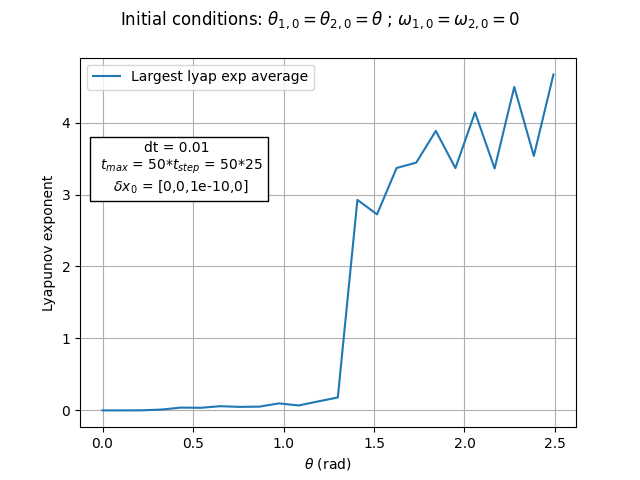 Initial conditions: θ₁,₀ = θ₂,₀ = θ ; ω₁,₀ = ω₂,₀ = 0
Largest lyap exp average
dt = 0.01
t_max = 50*t_step = 50*25
δx₀ = [0,0,1e-10,0]
Lyapunov exponent
4
3
2
1
0
0.0 0.5 1.0 1.5 2.0 2.5
θ (rad)